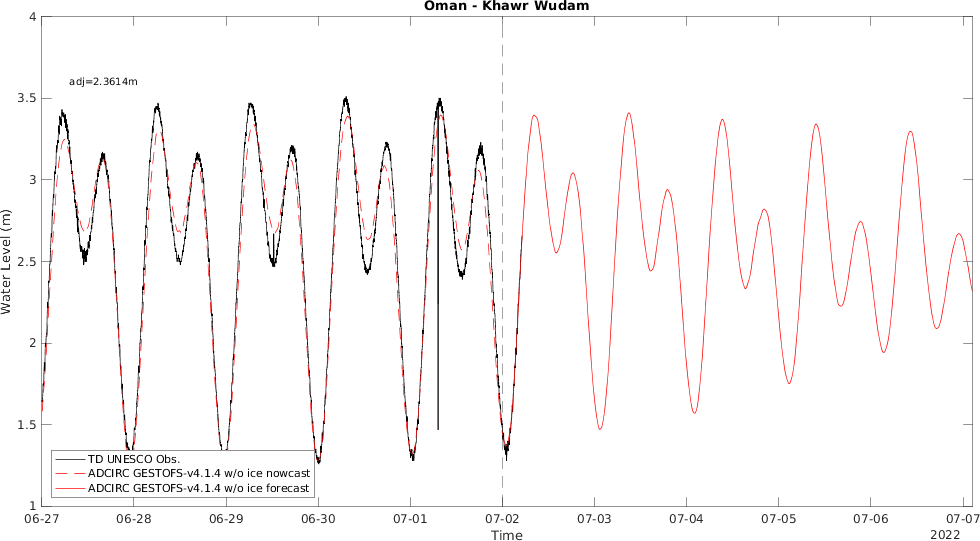 Oman - Khawr Wudam
4
adj=2.3614m
3.5
3
2.5
2
1.5
1
Water Level (m)
TD UNESCO Obs.
ADCIRC GESTOFS-v4.1.4 w/o ice nowcast
ADCIRC GESTOFS-v4.1.4 w/o ice forecast
06-27 06-28 06-29 06-30 07-01 07-02 07-03 07-04 07-05 07-06 07-07
Time
2022